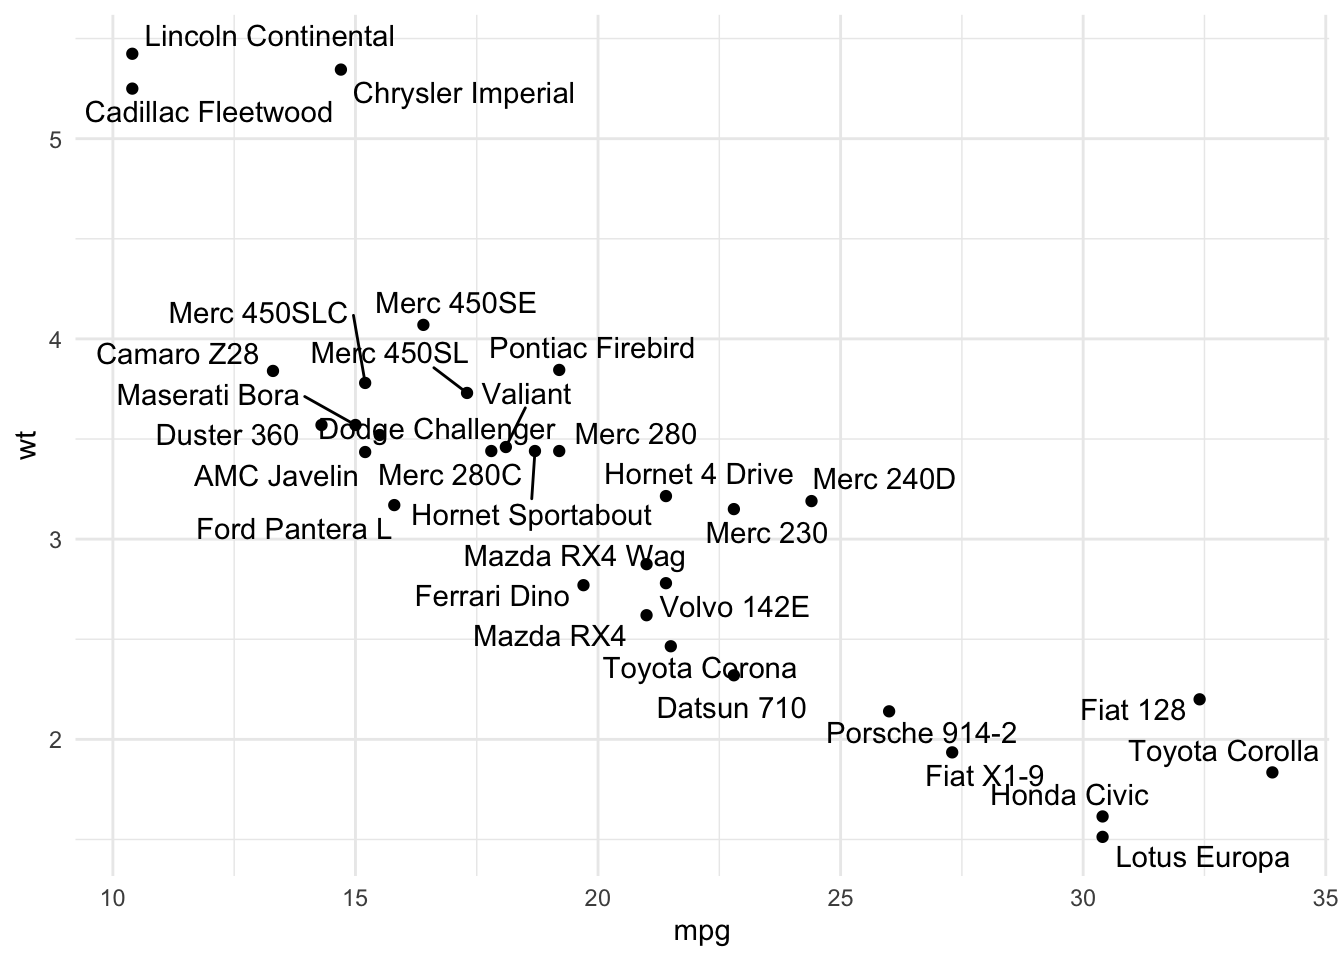 Lincoln Continental
Chrysler Imperial
Cadillac Fleetwood
5
Merc 450SE
Merc 450SLC
4
Pontiac Firebird
Camaro Z28
Merc 450SL
Valiant
Maserati Bora
Dodge Challenger
Merc 280
Duster 360
wt
Hornet 4 Drive
AMC Javelin
Merc 280C
Merc 240D
Hornet Sportabout
Ford Pantera L
Merc 230
3
Mazda RX4 Wag
Ferrari Dino
Volvo 142E
Mazda RX4
Toyota Corona
Datsun 710
Fiat 128
Porsche 914-2
2
Toyota Corolla
Fiat X1-9
Honda Civic
Lotus Europa
10 15 20 25 30 35
mpg